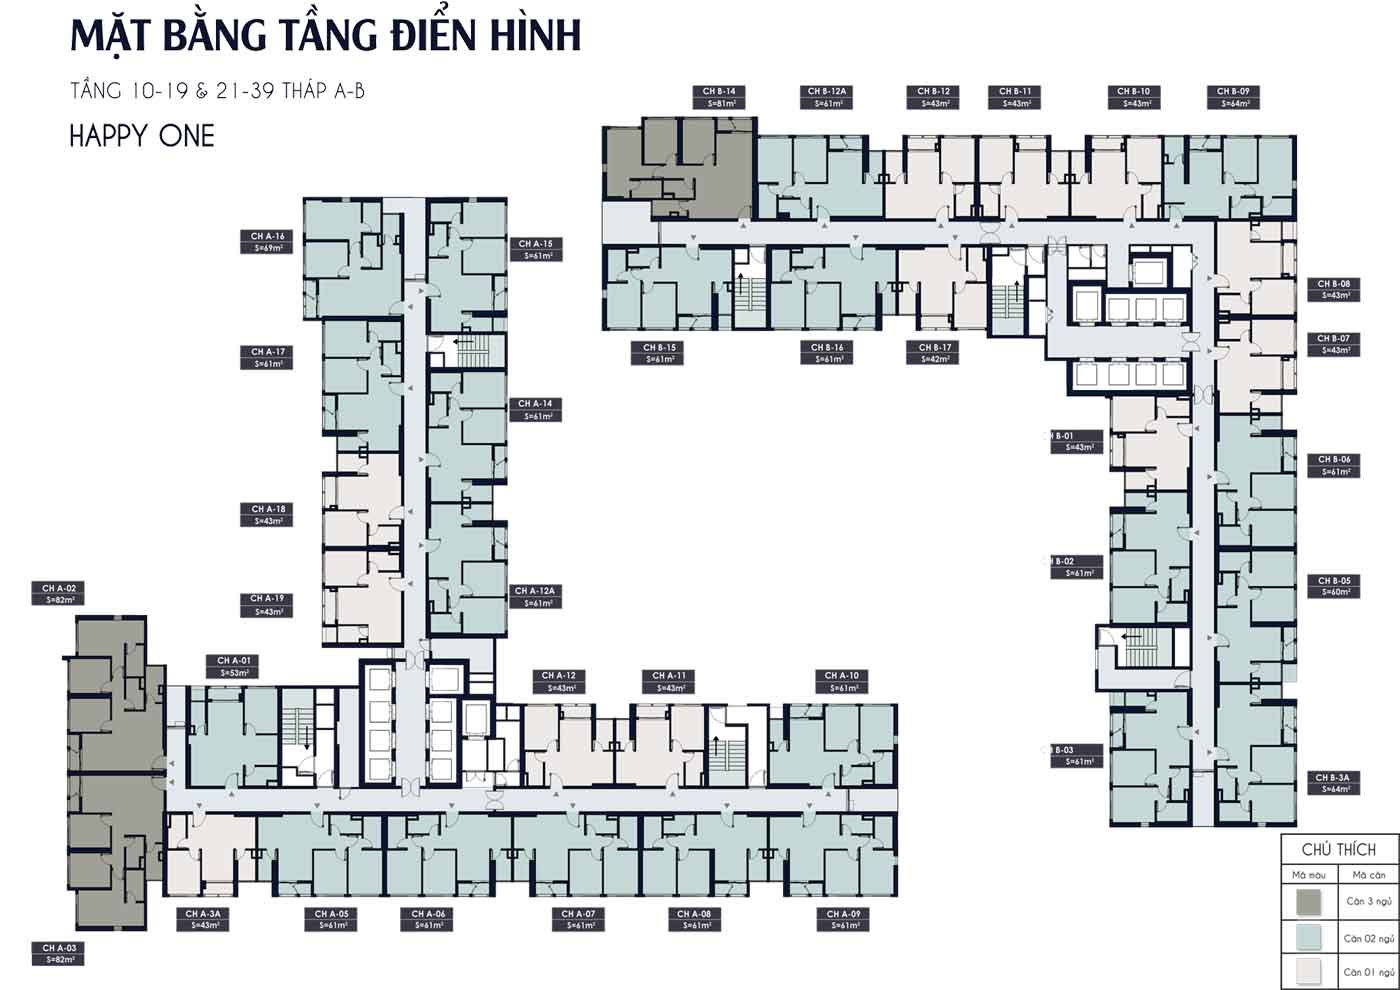 MẶT BẰNG TẦNG ĐIỂN HÌNH
TẦNG 10-19 & 21-39 THÁP A-B
HAPPY ONE
CH B-14
S=81m²
CH B-12A
S=61m²
CH B-12
S=43m²
CH B-11
S=43m²
CH B-10
S=43m²
CH B-09
S=64m²
CH A-16
S=69m²
CH A-15
S=61m²
CH B-08
S=43m²
CH B-07
S=43m²
CH B-15
S=61m²
CH B-16
S=61m²
CH B-17
S=42m²
CH A-17
S=61m²
CH A-14
S=61m²
H B-01
S=43m²
CH B-06
S=61m²
CH A-18
S=43m²
H B-02
S=61m²
CH B-05
S=60m²
CH A-02
S=82m²
CH A-19
S=43m²
CH A-12A
S=61m²
CH A-01
S=53m²
CH A-12
S=43m²
CH A-11
S=43m²
CH A-10
S=61m²
H B-03
S=61m²
CH B-3A
S=64m²
CH A-3A
S=43m²
CH A-05
S=61m²
CH A-06
S=61m²
CH A-07
S=61m²
CH A-08
S=61m²
CH A-09
S=61m²
CH A-03
S=82m²
CHÚ THÍCH
Mã màu Mã căn
Căn 3 ngủ
Căn 02 ngủ
Căn 01 ngủ